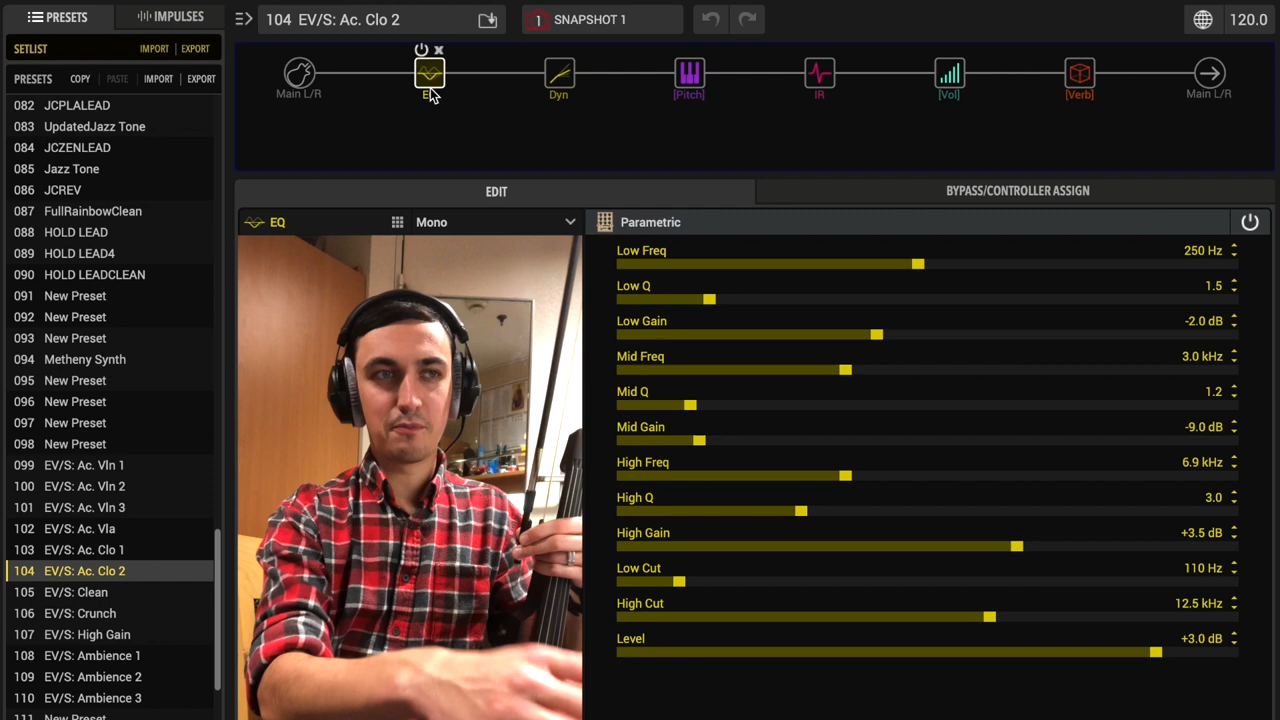 PRESETS
IMPULSES
104 EV/S: Ac. Clo 2
1 SNAPSHOT 1
120.0
SETLIST
IMPORT | EXPORT
PRESETS COPY PASTE IMPORT EXPORT
082 JCPLALEAD
083 UpdatedJazz Tone
084 JCZENLEAD
085 Jazz Tone
086 JCREV
087 FullRainbowClean
088 HOLD LEAD
089 HOLD LEAD4
090 HOLD LEADCLEAN
091 New Preset
092 New Preset
093 New Preset
094 Metheny Synth
095 New Preset
096 New Preset
097 New Preset
098 New Preset
099 EV/S: Ac. Vln 1
100 EV/S: Ac. Vln 2
101 EV/S: Ac. Vln 3
102 EV/S: Ac. Vla
103 EV/S: Ac. Clo 1
104 EV/S: Ac. Clo 2
105 EV/S: Clean
106 EV/S: Crunch
107 EV/S: High Gain
108 EV/S: Ambience 1
109 EV/S: Ambience 2
110 EV/S: Ambience 3
111 New Preset
Main L/R
Dyn
[Pitch]
IR
[Vol]
[Verb]
Main L/R
EDIT
BYPASS/CONTROLLER ASSIGN
EQ
Mono
Parametric
Low Freq 250 Hz
Low Q 1.5
Low Gain -2.0 dB
Mid Freq 3.0 kHz
Mid Q 1.2
Mid Gain -9.0 dB
High Freq 6.9 kHz
High Q 3.0
High Gain +3.5 dB
Low Cut 110 Hz
High Cut 12.5 kHz
Level +3.0 dB